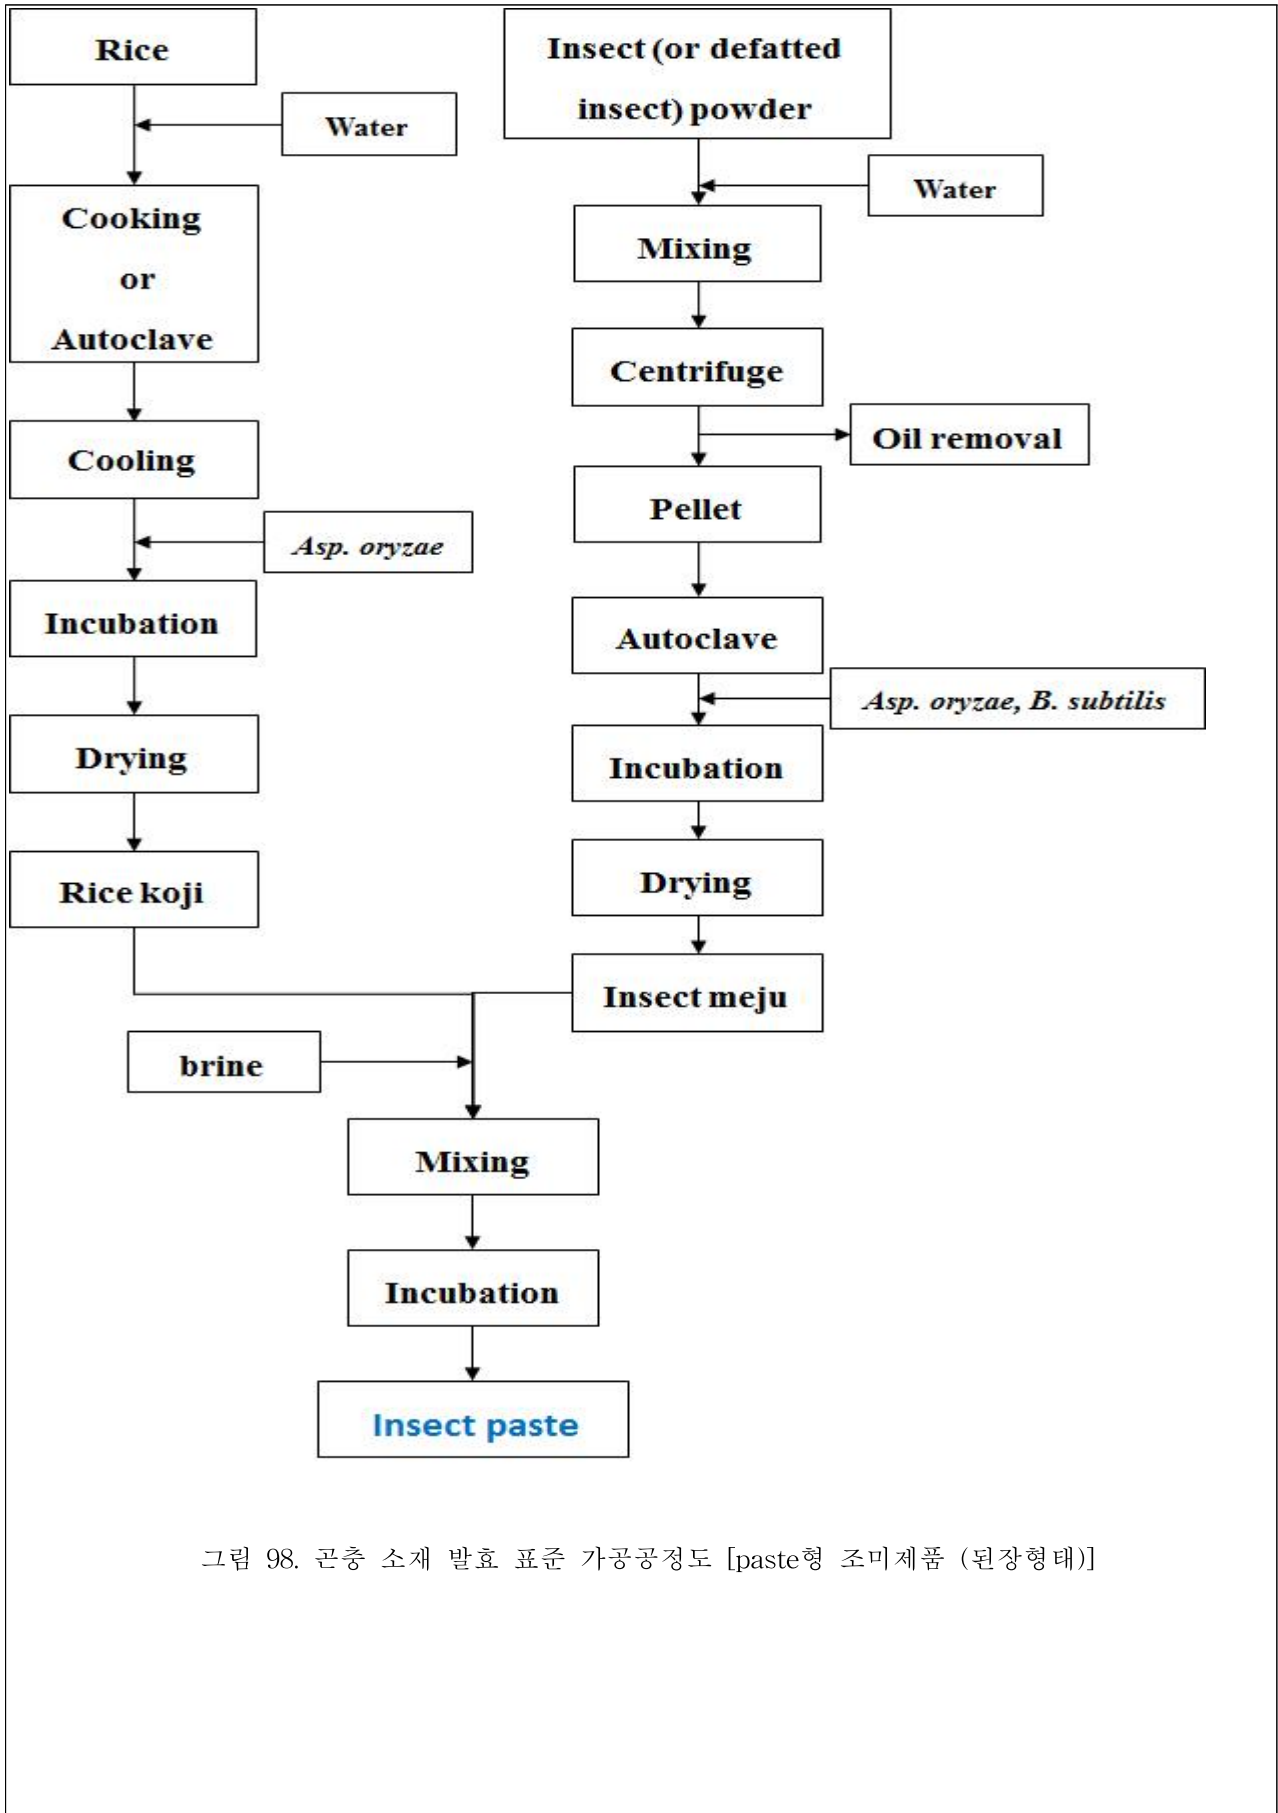 Rice
Water
Cooking
or
Autoclave
Cooling
Asp. oryzae
Incubation
Drying
Rice koji
Insect (or defatted
insect) powder
Water
Mixing
Centrifuge
Oil removal
Pellet
Autoclave
Asp. oryzae, B. subtilis
Incubation
Drying
Insect meju
brine
Mixing
Incubation
Insect paste
그림 98. 곤충 소재 발효 표준 가공공정도 [paste형 조미제품 (된장형태)]